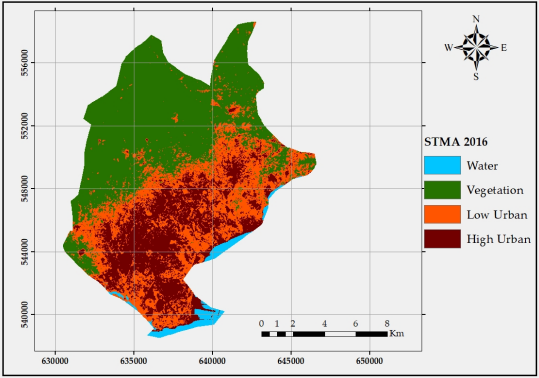 N
W E
S
STMA 2016
Water
Vegetation
Low Urban
High Urban
556000
552000
548000
544000
540000
0 1 2 4 6 8
Km
630000 635000 640000 645000 650000